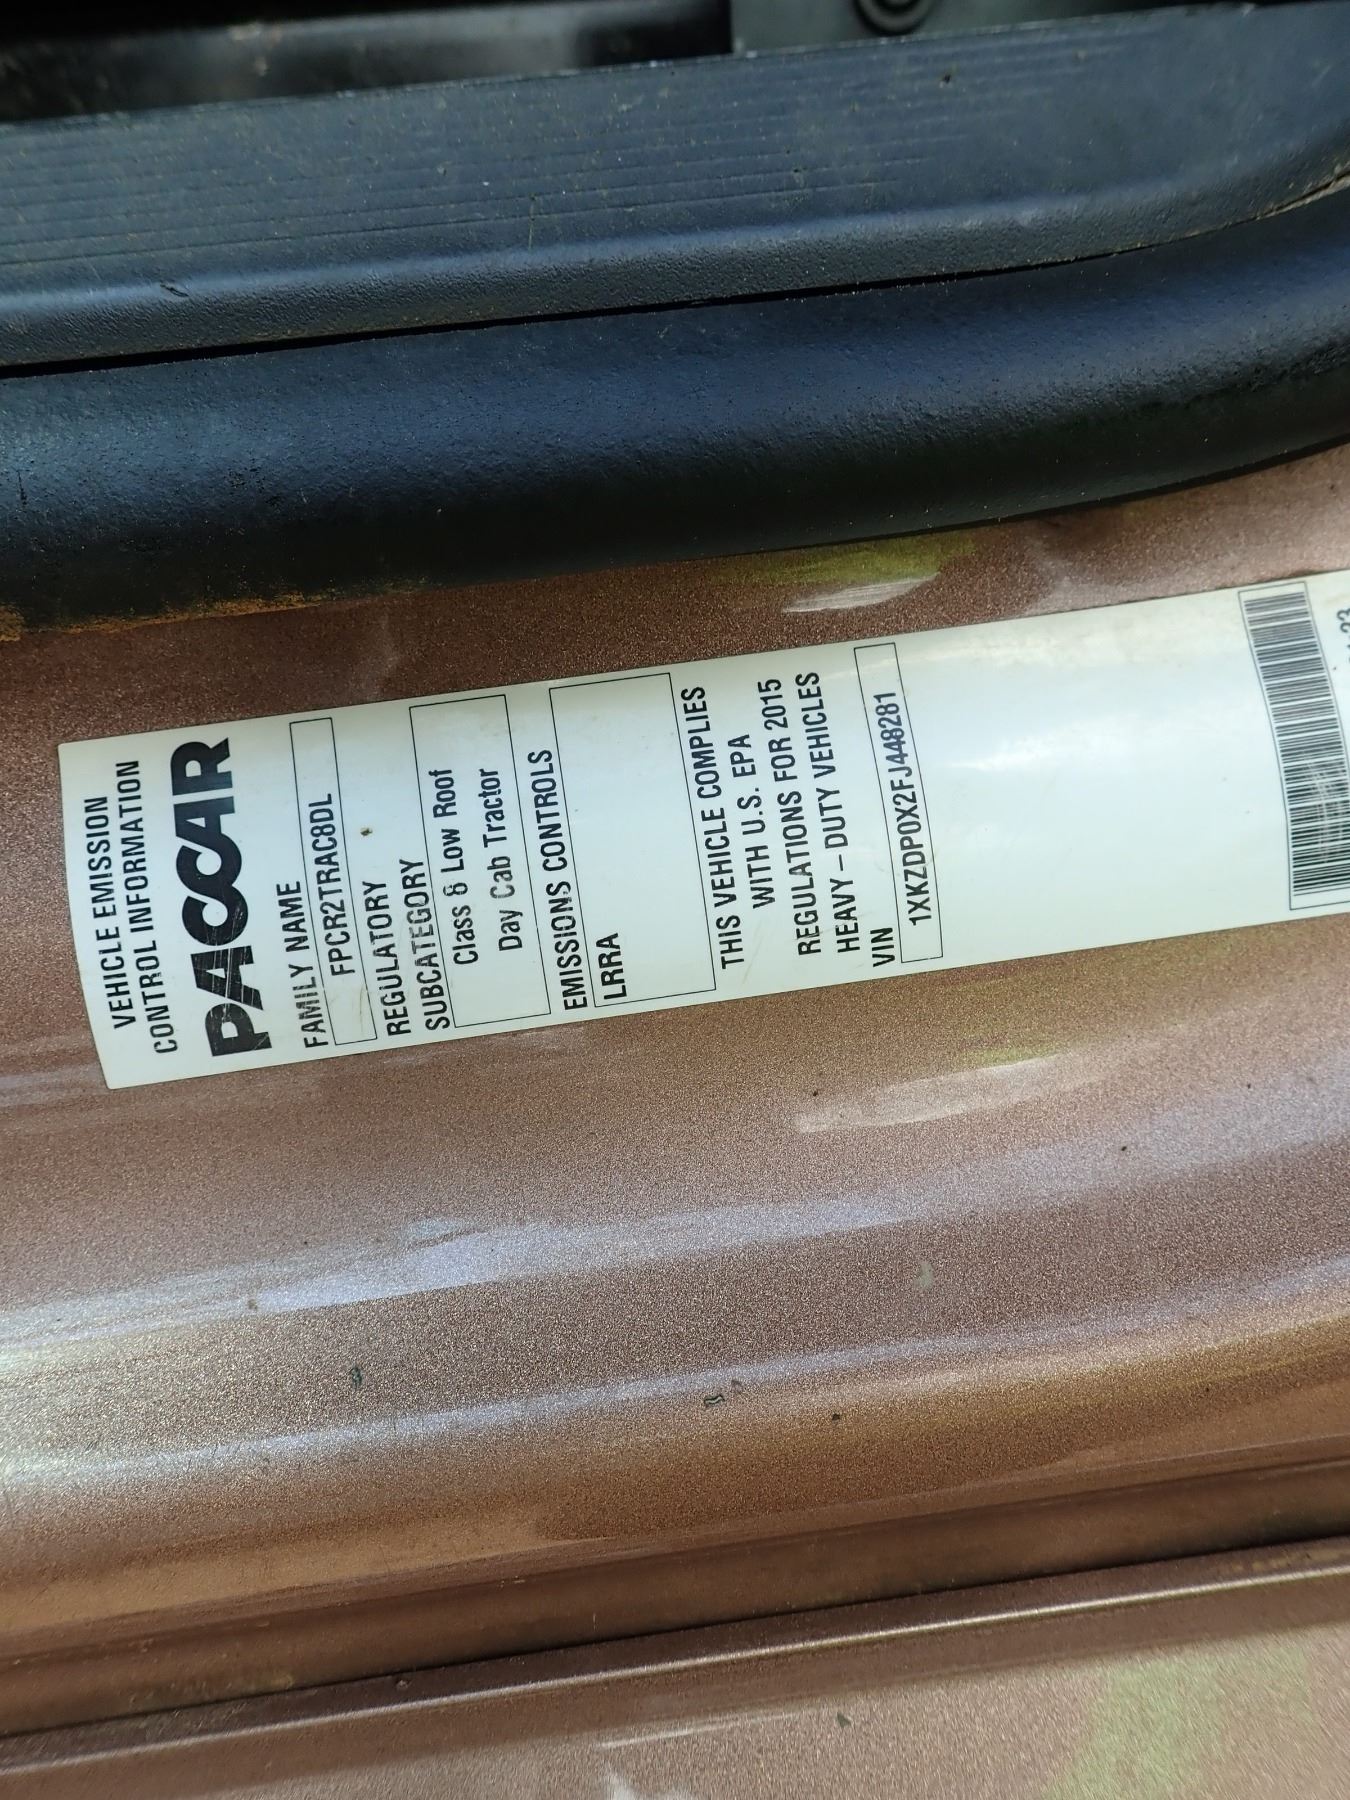 VEHICLE EMISSION
CONTROL INFORMATION
PACCAR
FAMILY NAME
FPCR2TRAC8DL
REGULATORY
SUBCATEGORY
Class 8 Low Roof
Day Cab Tractor
EMISSIONS CONTROLS
LRRA
THIS VEHICLE COMPLIES
WITH U.S. EPA
REGULATIONS FOR 2015
HEAVY – DUTY VEHICLES
VIN
1XKZDP0X2FJ448281